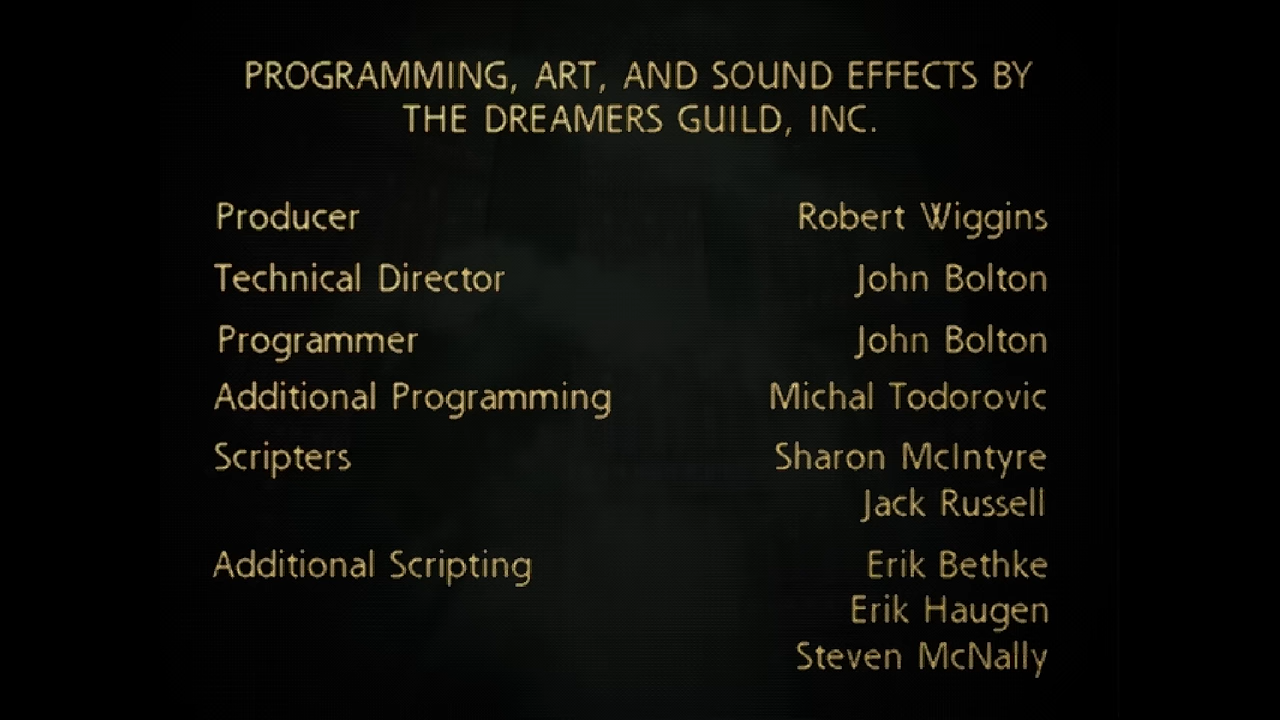 PROGRAMMING, ART, AND SOUND EFFECTS BY
THE DREAMERS GUILD, INC.
Producer Robert Wiggins
Technical Director John Bolton
Programmer John Bolton
Additional Programming Michal Todorovic
Scripters Sharon McIntyre
Jack Russell
Additional Scripting Erik Bethke
Erik Haugen
Steven McNally